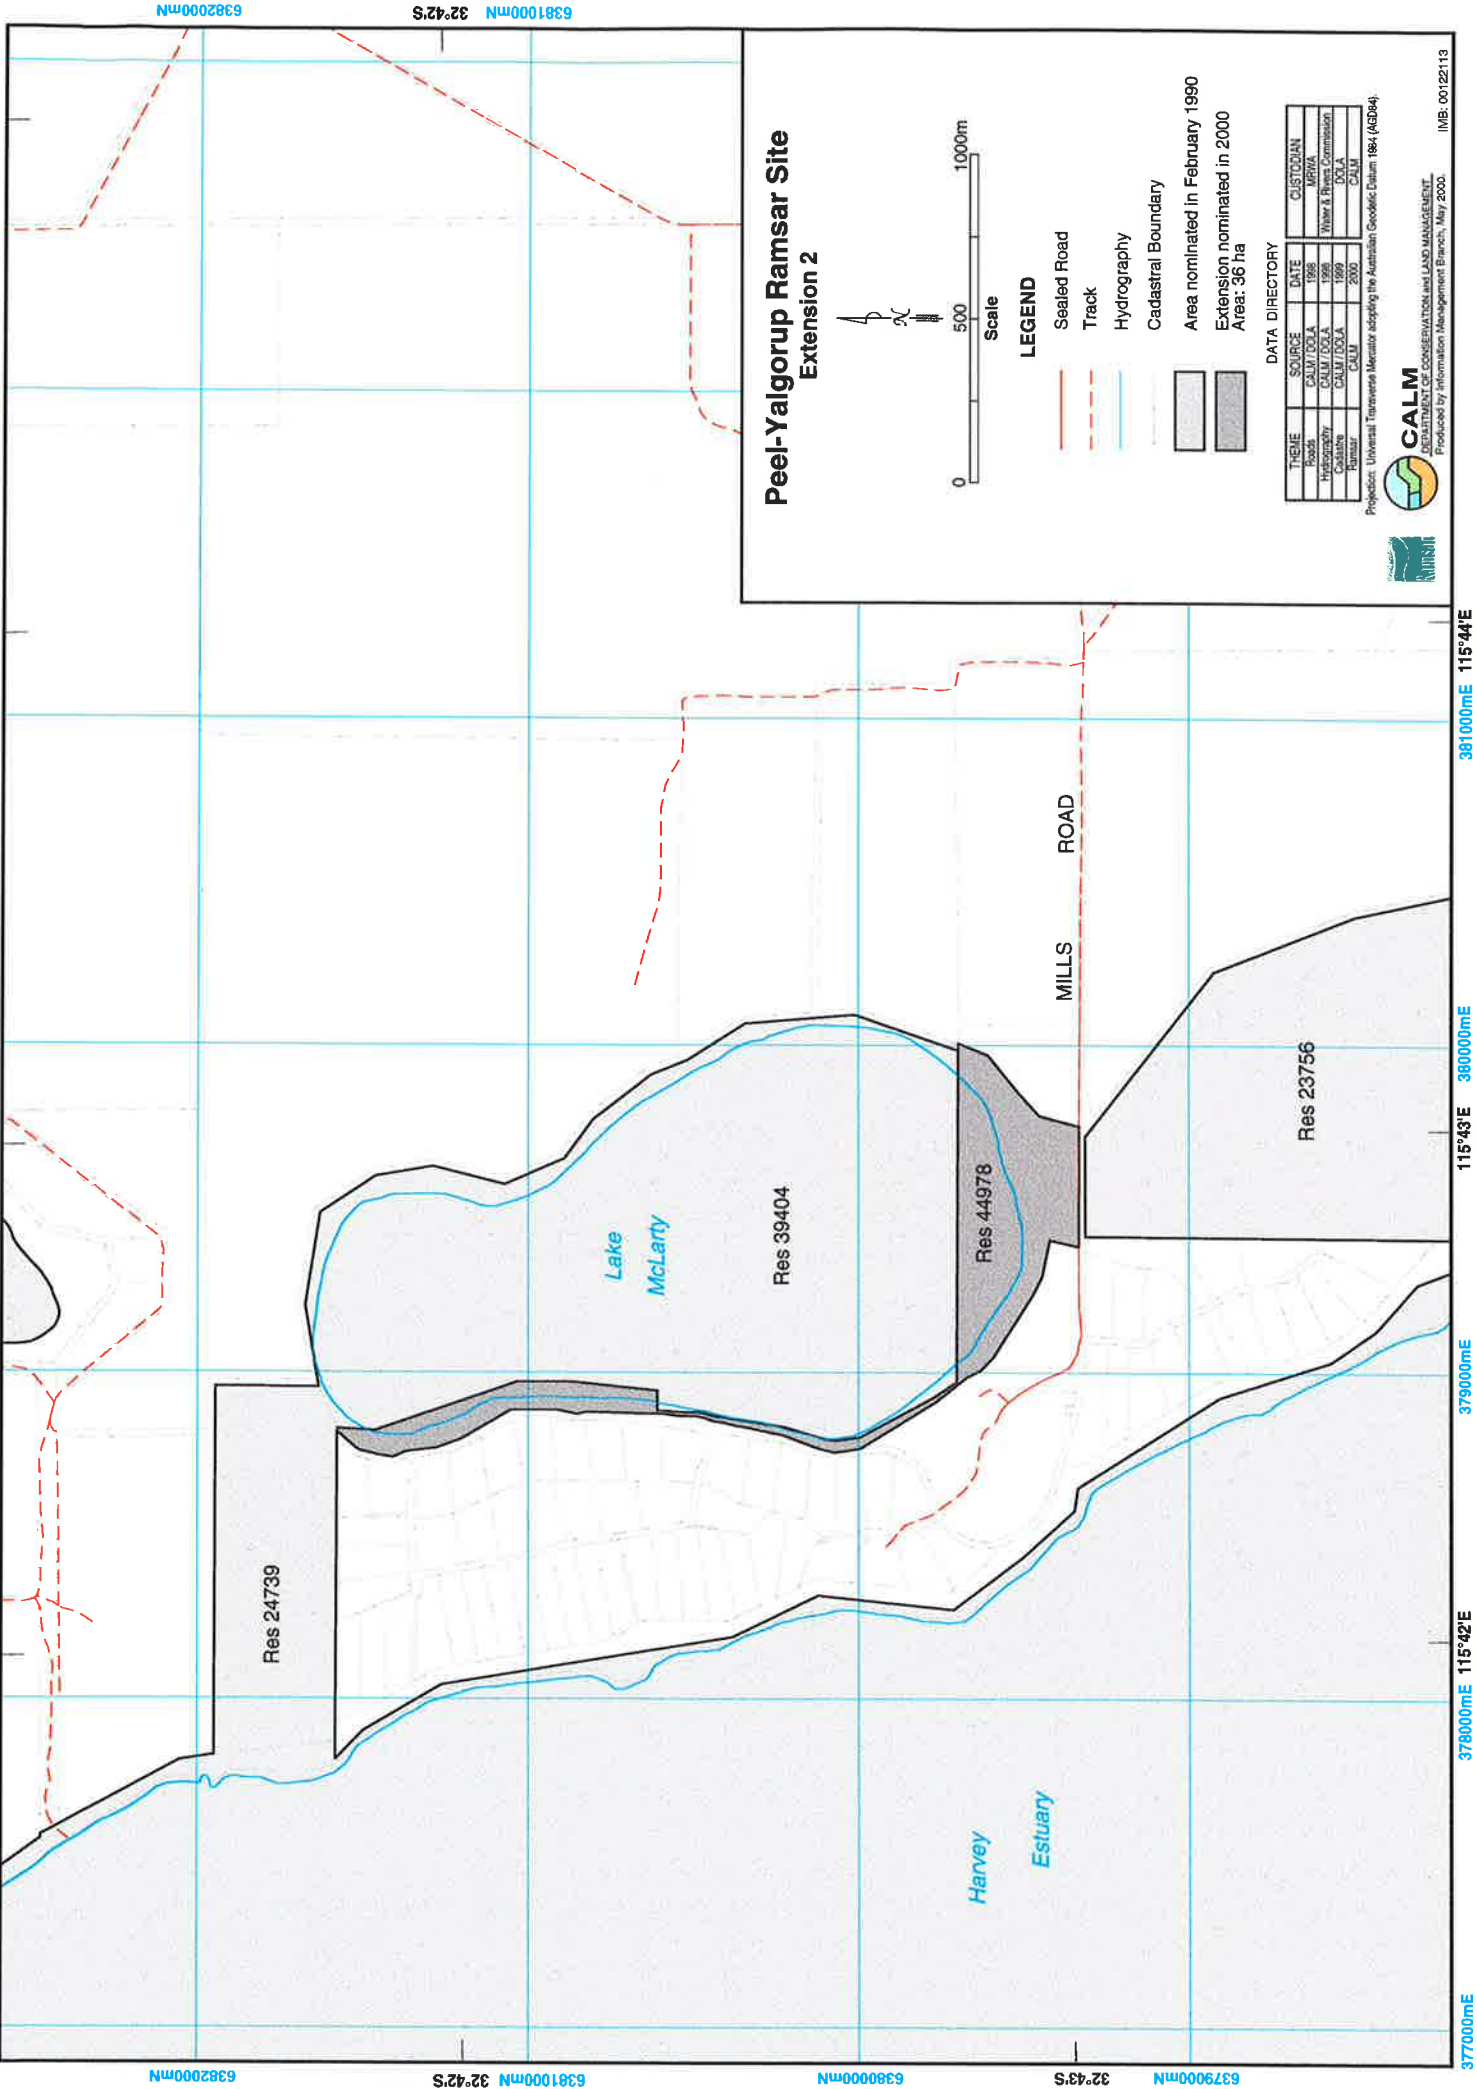 Peel-Yalgorup Ramsar Site
Extension 2
N
0 500 1000m
Scale
LEGEND
Sealed Road
Track
Hydrography
Cadastral Boundary
Area nominated in February 1990
Extension nominated in 2000
Area: 36 ha
DATA DIRECTORY
THEME SOURCE DATE CUSTODIAN
Roads CALM / DOLA 1998 MRWA
Hydrography CALM / DOLA 1998 Water & Rivers Commission
Cadastre CALM / DOLA 1999 DOLA
Ramsar CALM 2000 CALM
Projection: Universal Transverse Mercator adopting the Australian Geodetic Datum 1984 (AGD84).
CALM
DEPARTMENT OF CONSERVATION and LAND MANAGEMENT
Produced by Information Management Branch, May 2000.
IMB: 00122113
Ramsar
Res 24739
Lake
McLarty
Res 39404
Res 44978
Res 23756
MILLS ROAD
Harvey
Estuary
6382000mN
32°42'S
6381000mN
6382000mN
32°42'S
6381000mN
6380000mN
32°43'S
6379000mN
377000mE
378000mE
115°42'E
379000mE
115°43'E
380000mE
381000mE
115°44'E